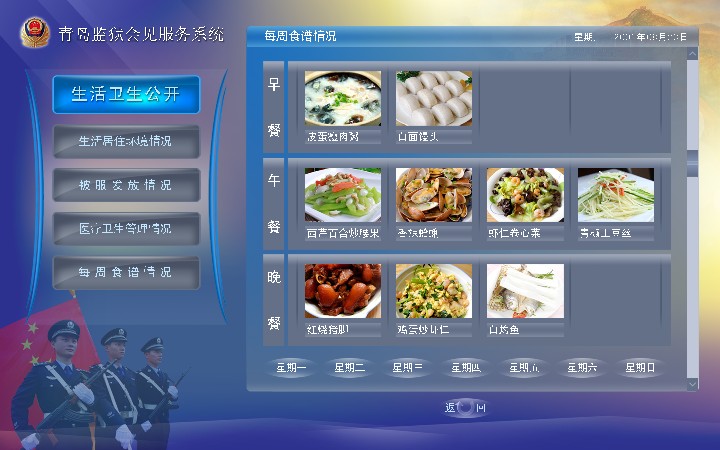 青岛监狱会见服务系统
生活卫生公开
生活居住环境情况
被服发放情况
医疗卫生管理情况
每周食谱情况
每周食谱情况
星期
早餐
皮蛋瘦肉粥
白面馒头
午餐
西芹百合炒腰果
香辣蛤蜊
虾仁卷心菜
青椒土豆丝
晚餐
红烧猪脚
鸡蛋炒虾仁
星期一
星期二
星期三
星期四
星期五
星期六
星期日
返回